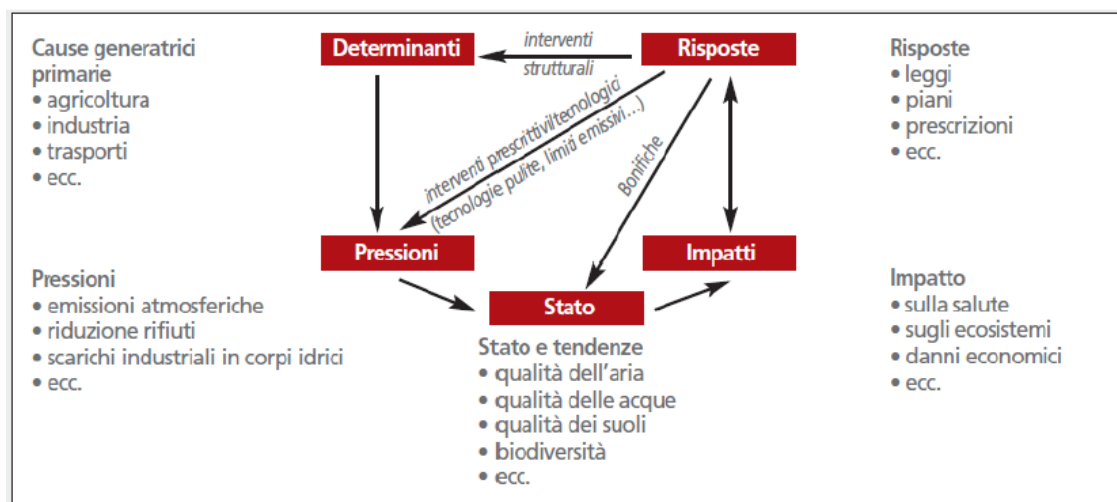 Cause generatrici
primarie
• agricoltura
• industria
• trasporti
• ecc.
Determinanti
interventi
strutturali
Risposte
Risposte
• leggi
• piani
• prescrizioni
• ecc.
interventi prescrittivi/tecnologici
(tecnologie pulite, limiti emissivi...)
Bonifiche
Pressioni
Impatti
Stato
Pressioni
• emissioni atmosferiche
• riduzione rifiuti
• scarichi industriali in corpi idrici
• ecc.
Stato e tendenze
• qualità dell'aria
• qualità delle acque
• qualità dei suoli
• biodiversità
• ecc.
Impatto
• sulla salute
• sugli ecosistemi
• danni economici
• ecc.